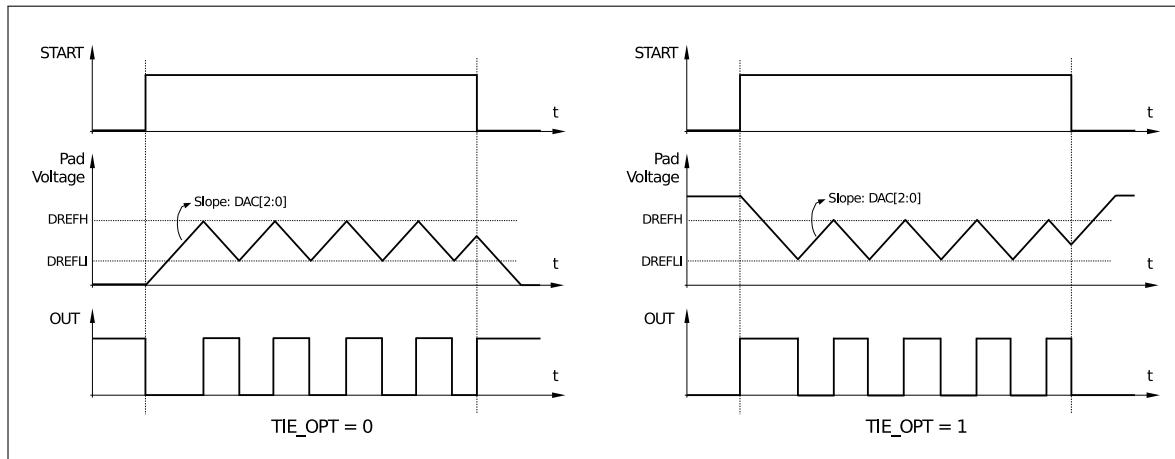 START
t
Pad
Voltage
Slope: DAC[2:0]
DREFH
DREFLI
t
OUT
t
TIE_OPT = 0
START
t
Pad
Voltage
Slope: DAC[2:0]
DREFH
DREFLI
t
OUT
t
TIE_OPT = 1